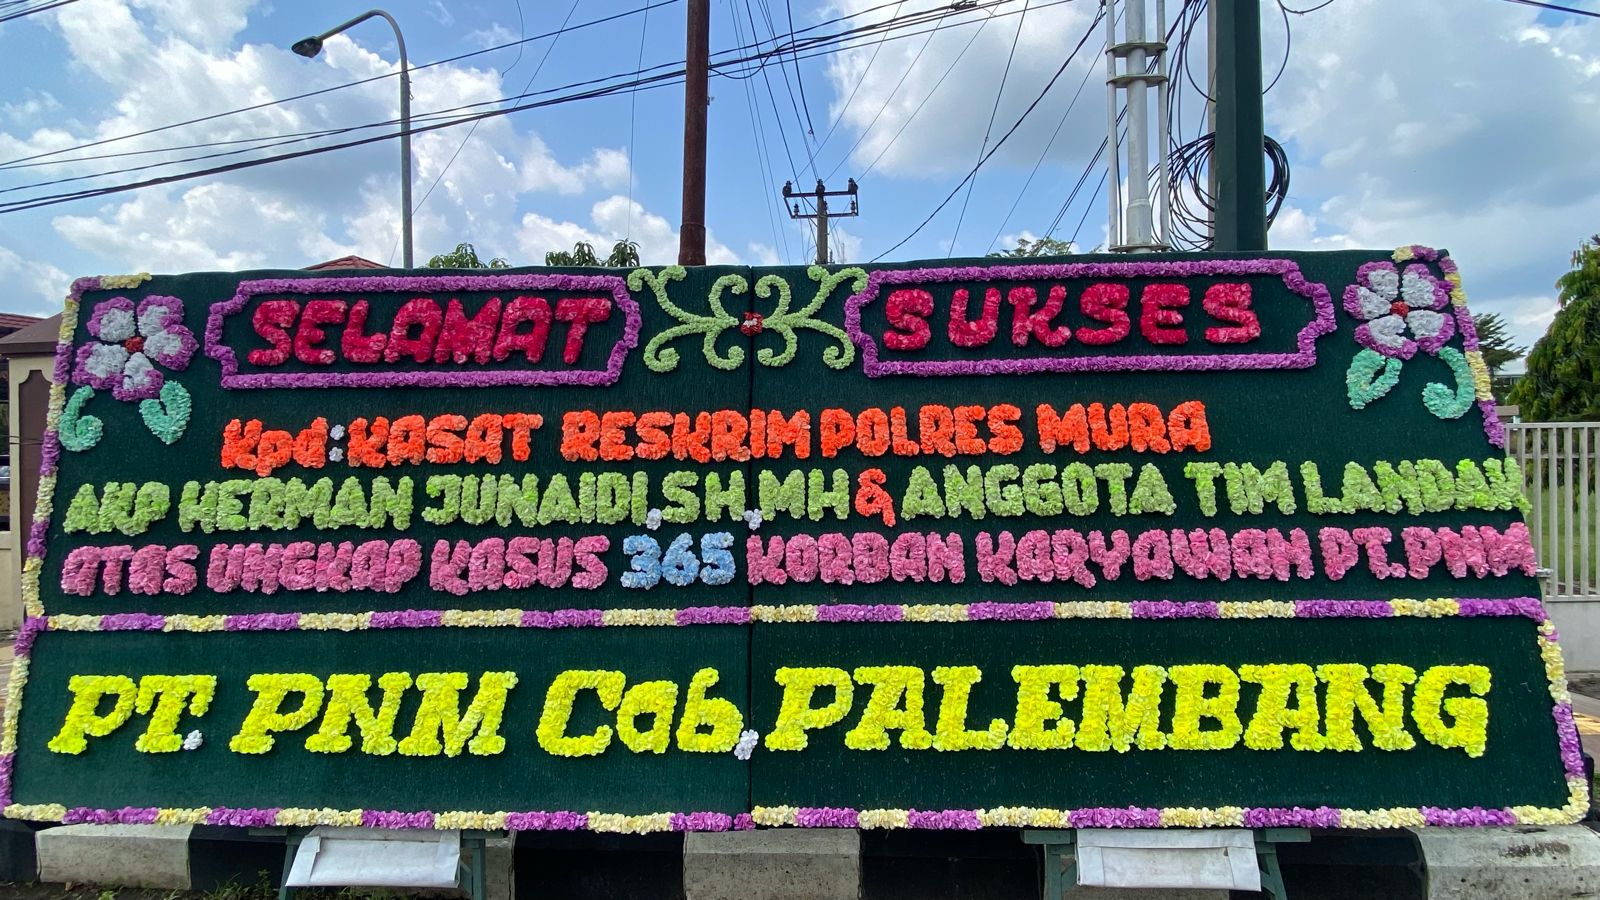 SELAMAT SUKSES
Kpd: KASAT RESKRIM POLRES MURA
AKP HERMAN JUNAIDI, S.H, MH & ANGGOTA TIM LANDAK
ATAS UNGKAP KASUS 365 KORBAN KARYAWAN PT. PNM
PT. PNM Cab. PALEMBANG